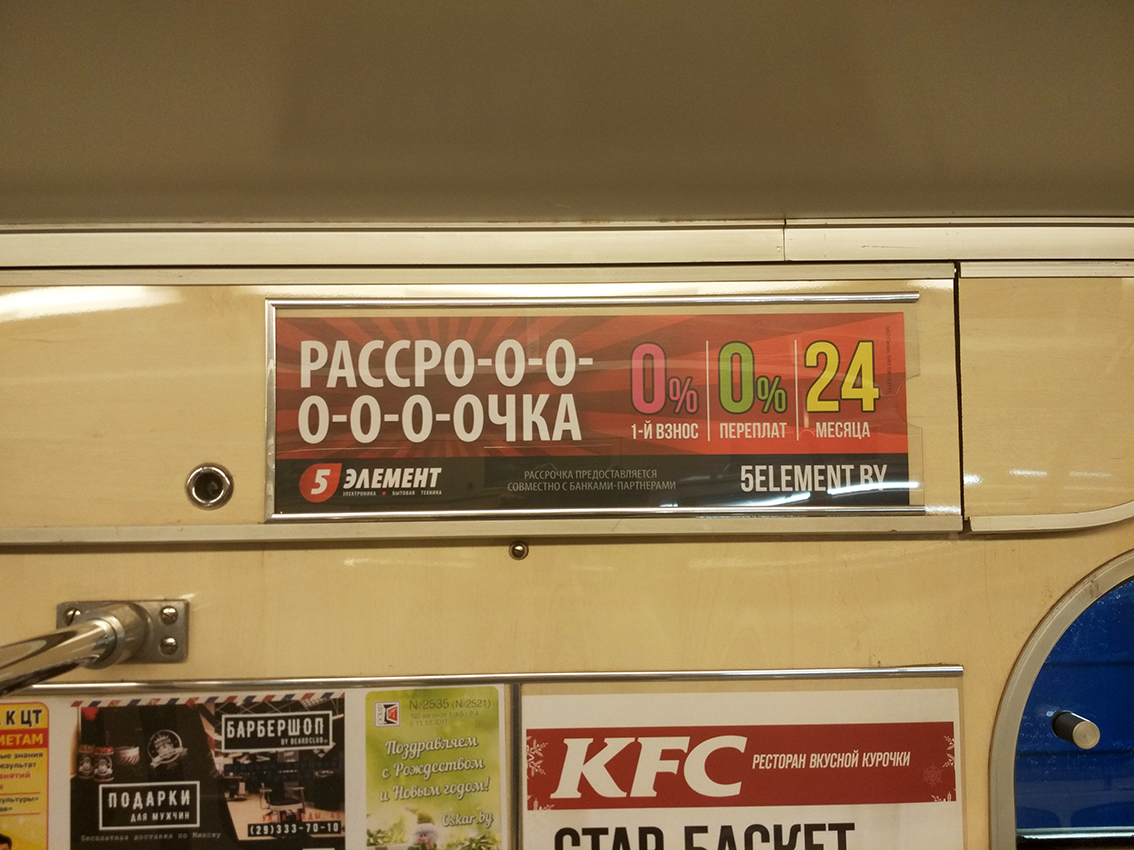 РАССРО-О-О-
О-О-О-ОЧКА
0% 0% 24
1-Й ВЗНОС ПЕРЕПЛАТ МЕСЯЦА
5 ЭЛЕМЕНТ
ЭЛЕКТРОНИКА БЫТОВАЯ ТЕХНИКА
РАССРОЧКА ПРЕДОСТАВЛЯЕТСЯ
СОВМЕСТНО С БАНКАМИ-ПАРТНЕРАМИ
5ELEMENT.BY
К ЦТ
МЕТАМ
БАРБЕРШОП
BY BEARDCLUB
ПОДАРКИ
ДЛЯ МУЖЧИН
Бесплатная доставка по Минску
(29)333-70-10
№2535 (№2521)
Поздравляем
с Рождеством
и Новым годом!
Oskar.by
KFC РЕСТОРАН ВКУСНОЙ КУРОЧКИ
СТАР БАСКЕТ